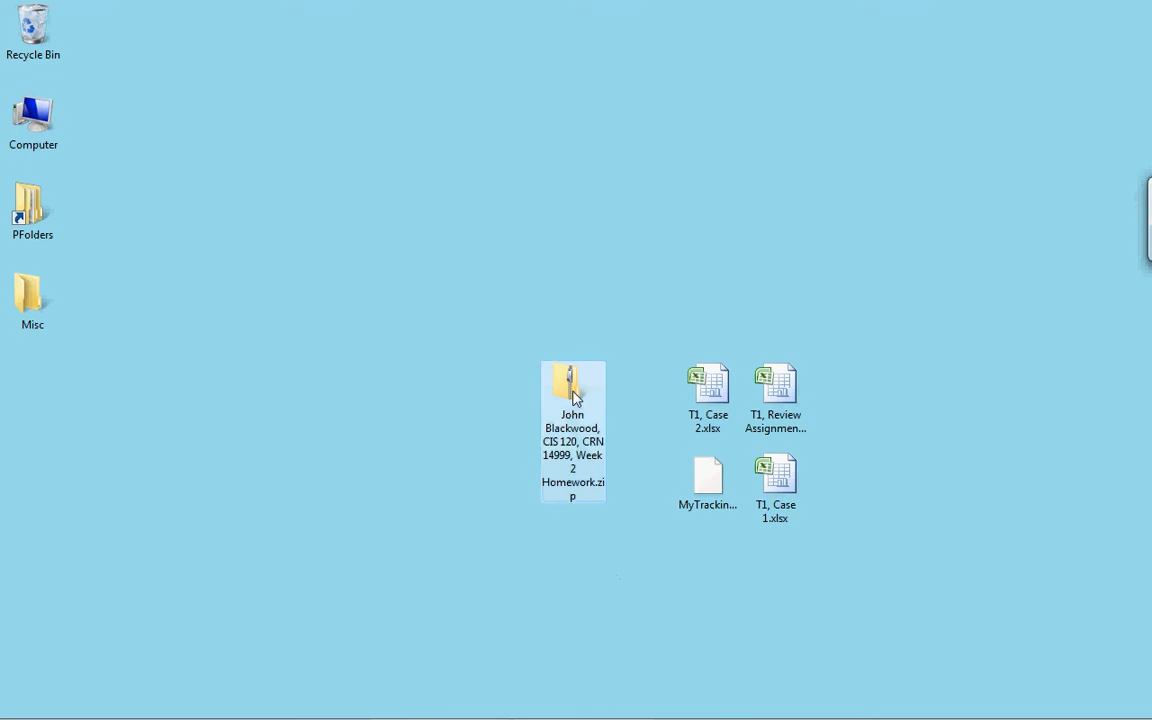 Recycle Bin
Computer
PFolders
Misc
John
Blackwood,
CIS 120, CRN
14999, Week
2
Homework.zi
p
T1, Case
2.xlsx
T1, Review
Assignmen...
MyTrackin...
T1, Case
1.xlsx